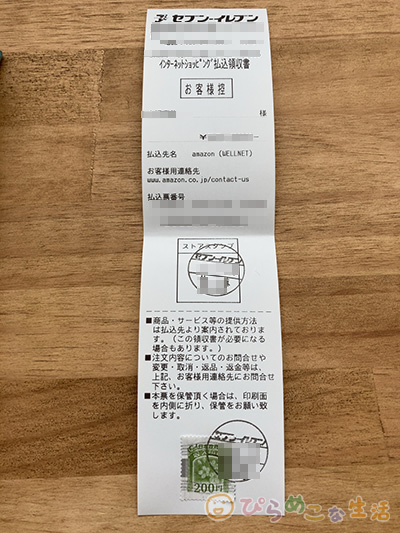 セブン-イレブン
インターネットショッピング払込領収書
お客様控
様
¥
払込先名 amazon (WELLNET)
お客様用連絡先
www.amazon.co.jp/contact-us
払込票番号
ストアスタンプ
セブン-イレブン
■商品・サービス等の提供方法
は払込先より案内されておりま
す。（この領収書が必要になる
場合もあります。）
■注文内容についてのお問合せや
変更・取消・返品・返金等は、
上記、お客様用連絡先にお問合せ
下さい。
■本票を保管頂く場合は、印刷面
を内側に折り、保管をお願い致
します。
セブン-イレブン
200円
ぴらめこな生活